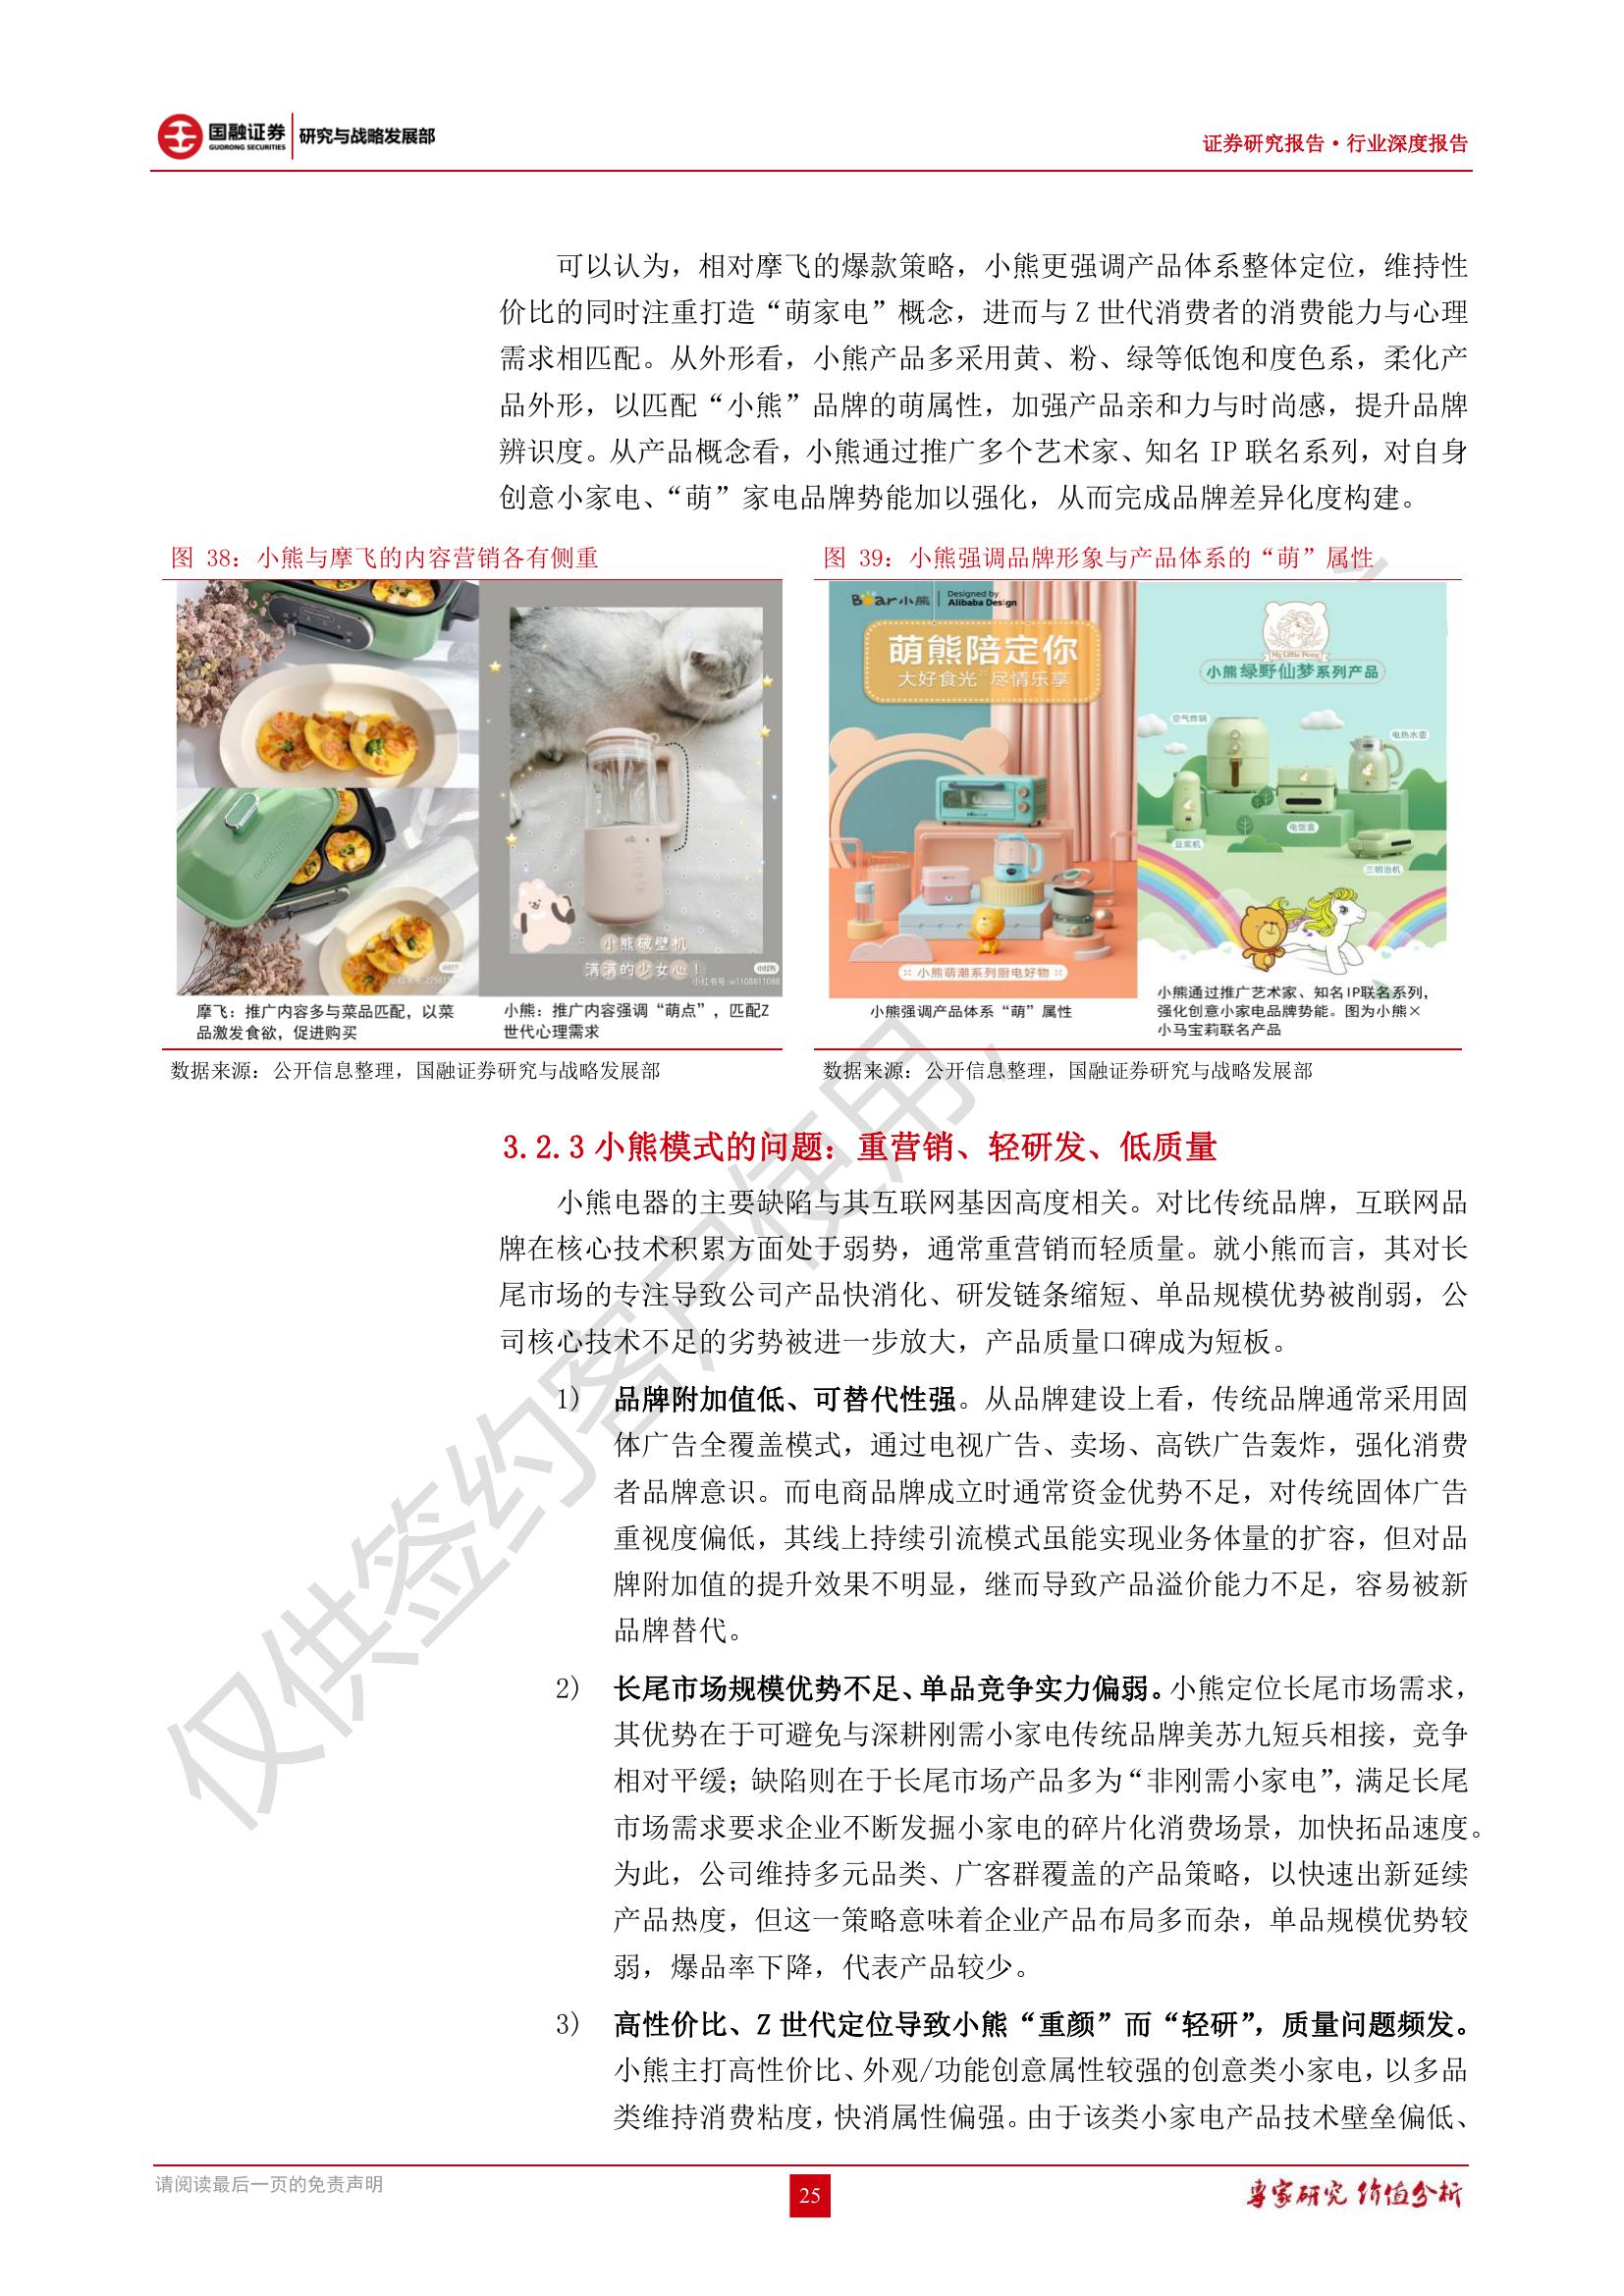 国融证券
GUORONG SECURITIES
研究与战略发展部
证券研究报告·行业深度报告
可以认为，相对摩飞的爆款策略，小熊更强调产品体系整体定位，维持性
价比的同时注重打造“萌家电”概念，进而与 Z 世代消费者的消费能力与心理
需求相匹配。从外形看，小熊产品多采用黄、粉、绿等低饱和度色系，柔化产
品外形，以匹配“小熊”品牌的萌属性，加强产品亲和力与时尚感，提升品牌
辨识度。从产品概念看，小熊通过推广多个艺术家、知名 IP 联名系列，对自身
创意小家电、“萌”家电品牌势能加以强化，从而完成品牌差异化度构建。
图 38：小熊与摩飞的内容营销各有侧重
小熊破壁机
满满的少女心！
小红书
小红书号 w1108811088
摩飞：推广内容多与菜品匹配，以菜
品激发食欲，促进购买
小熊：推广内容强调“萌点”，匹配Z
世代心理需求
数据来源：公开信息整理，国融证券研究与战略发展部
图 39：小熊强调品牌形象与产品体系的“萌”属性
Bear小熊
Designed by
Alibaba Design
萌熊陪定你
大好食光 尽情乐享
小熊萌潮系列厨电好物
My Little Pony
小熊绿野仙梦系列产品
空气炸锅
电热水壶
电饭盒
豆浆机
三明治机
小熊强调产品体系“萌”属性
小熊通过推广艺术家、知名IP联名系列，
强化创意小家电品牌势能。图为小熊×
小马宝莉联名产品
数据来源：公开信息整理，国融证券研究与战略发展部
3.2.3 小熊模式的问题：重营销、轻研发、低质量
小熊电器的主要缺陷与其互联网基因高度相关。对比传统品牌，互联网品
牌在核心技术积累方面处于弱势，通常重营销而轻质量。就小熊而言，其对长
尾市场的专注导致公司产品快消化、研发链条缩短、单品规模优势被削弱，公
司核心技术不足的劣势被进一步放大，产品质量口碑成为短板。
1) 品牌附加值低、可替代性强。从品牌建设上看，传统品牌通常采用固
体广告全覆盖模式，通过电视广告、卖场、高铁广告轰炸，强化消费
者品牌意识。而电商品牌成立时通常资金优势不足，对传统固体广告
重视度偏低，其线上持续引流模式虽能实现业务体量的扩容，但对品
牌附加值的提升效果不明显，继而导致产品溢价能力不足，容易被新
品牌替代。
2) 长尾市场规模优势不足、单品竞争实力偏弱。小熊定位长尾市场需求，
其优势在于可避免与深耕刚需小家电传统品牌美苏九短兵相接，竞争
相对平缓；缺陷则在于长尾市场产品多为“非刚需小家电”，满足长尾
市场需求要求企业不断发掘小家电的碎片化消费场景，加快拓品速度。
为此，公司维持多元品类、广客群覆盖的产品策略，以快速出新延续
产品热度，但这一策略意味着企业产品布局多而杂，单品规模优势较
弱，爆品率下降，代表产品较少。
3) 高性价比、Z 世代定位导致小熊“重颜”而“轻研”，质量问题频发。
小熊主打高性价比、外观/功能创意属性较强的创意类小家电，以多品
类维持消费粘度，快消属性偏强。由于该类小家电产品技术壁垒偏低、
仅供签约客户使用，
请阅读最后一页的免责声明
25
专家研究 价值分析